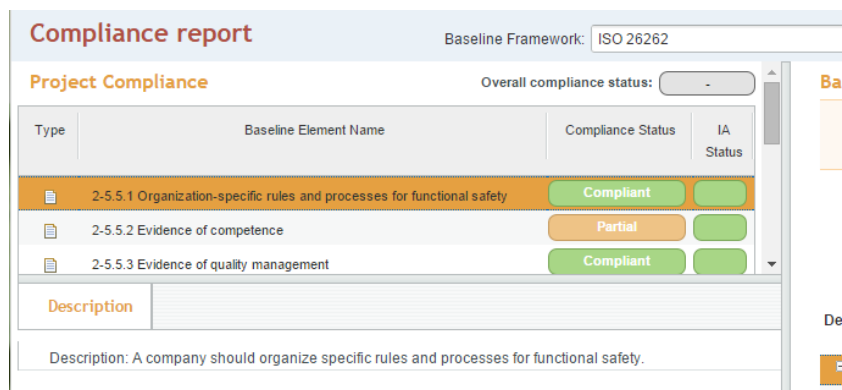 Compliance report
Baseline Framework: ISO 26262
Project Compliance
Overall compliance status: -
Type Baseline Element Name Compliance Status IA Status
2-5.5.1 Organization-specific rules and processes for functional safety Compliant
2-5.5.2 Evidence of competence Partial
2-5.5.3 Evidence of quality management Compliant
Description
Description: A company should organize specific rules and processes for functional safety.
Ba
De